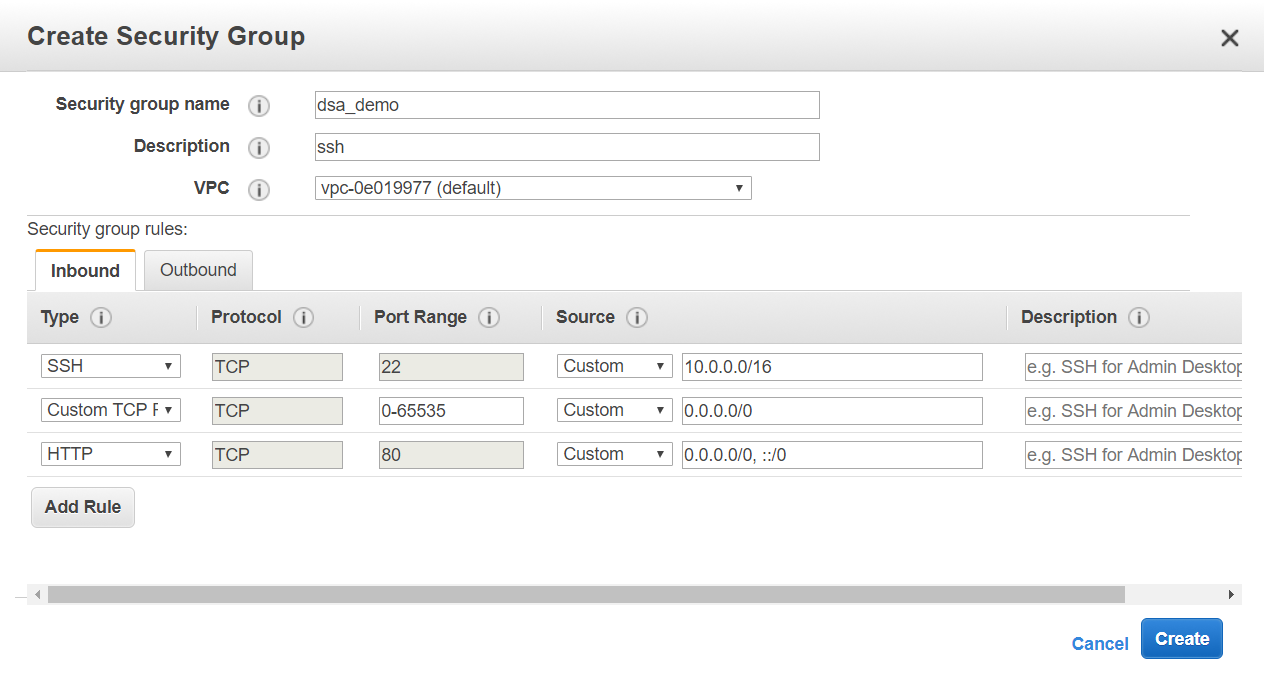 Create Security Group
Security group name dsa_demo
Description ssh
VPC vpc-0e019977 (default)
Security group rules:
Inbound Outbound
Type Protocol Port Range Source Description
SSH TCP 22 Custom 10.0.0.0/16 e.g. SSH for Admin Desktop
Custom TCP F TCP 0-65535 Custom 0.0.0.0/0 e.g. SSH for Admin Desktop
HTTP TCP 80 Custom 0.0.0.0/0, ::/0 e.g. SSH for Admin Desktop
Add Rule
Cancel Create